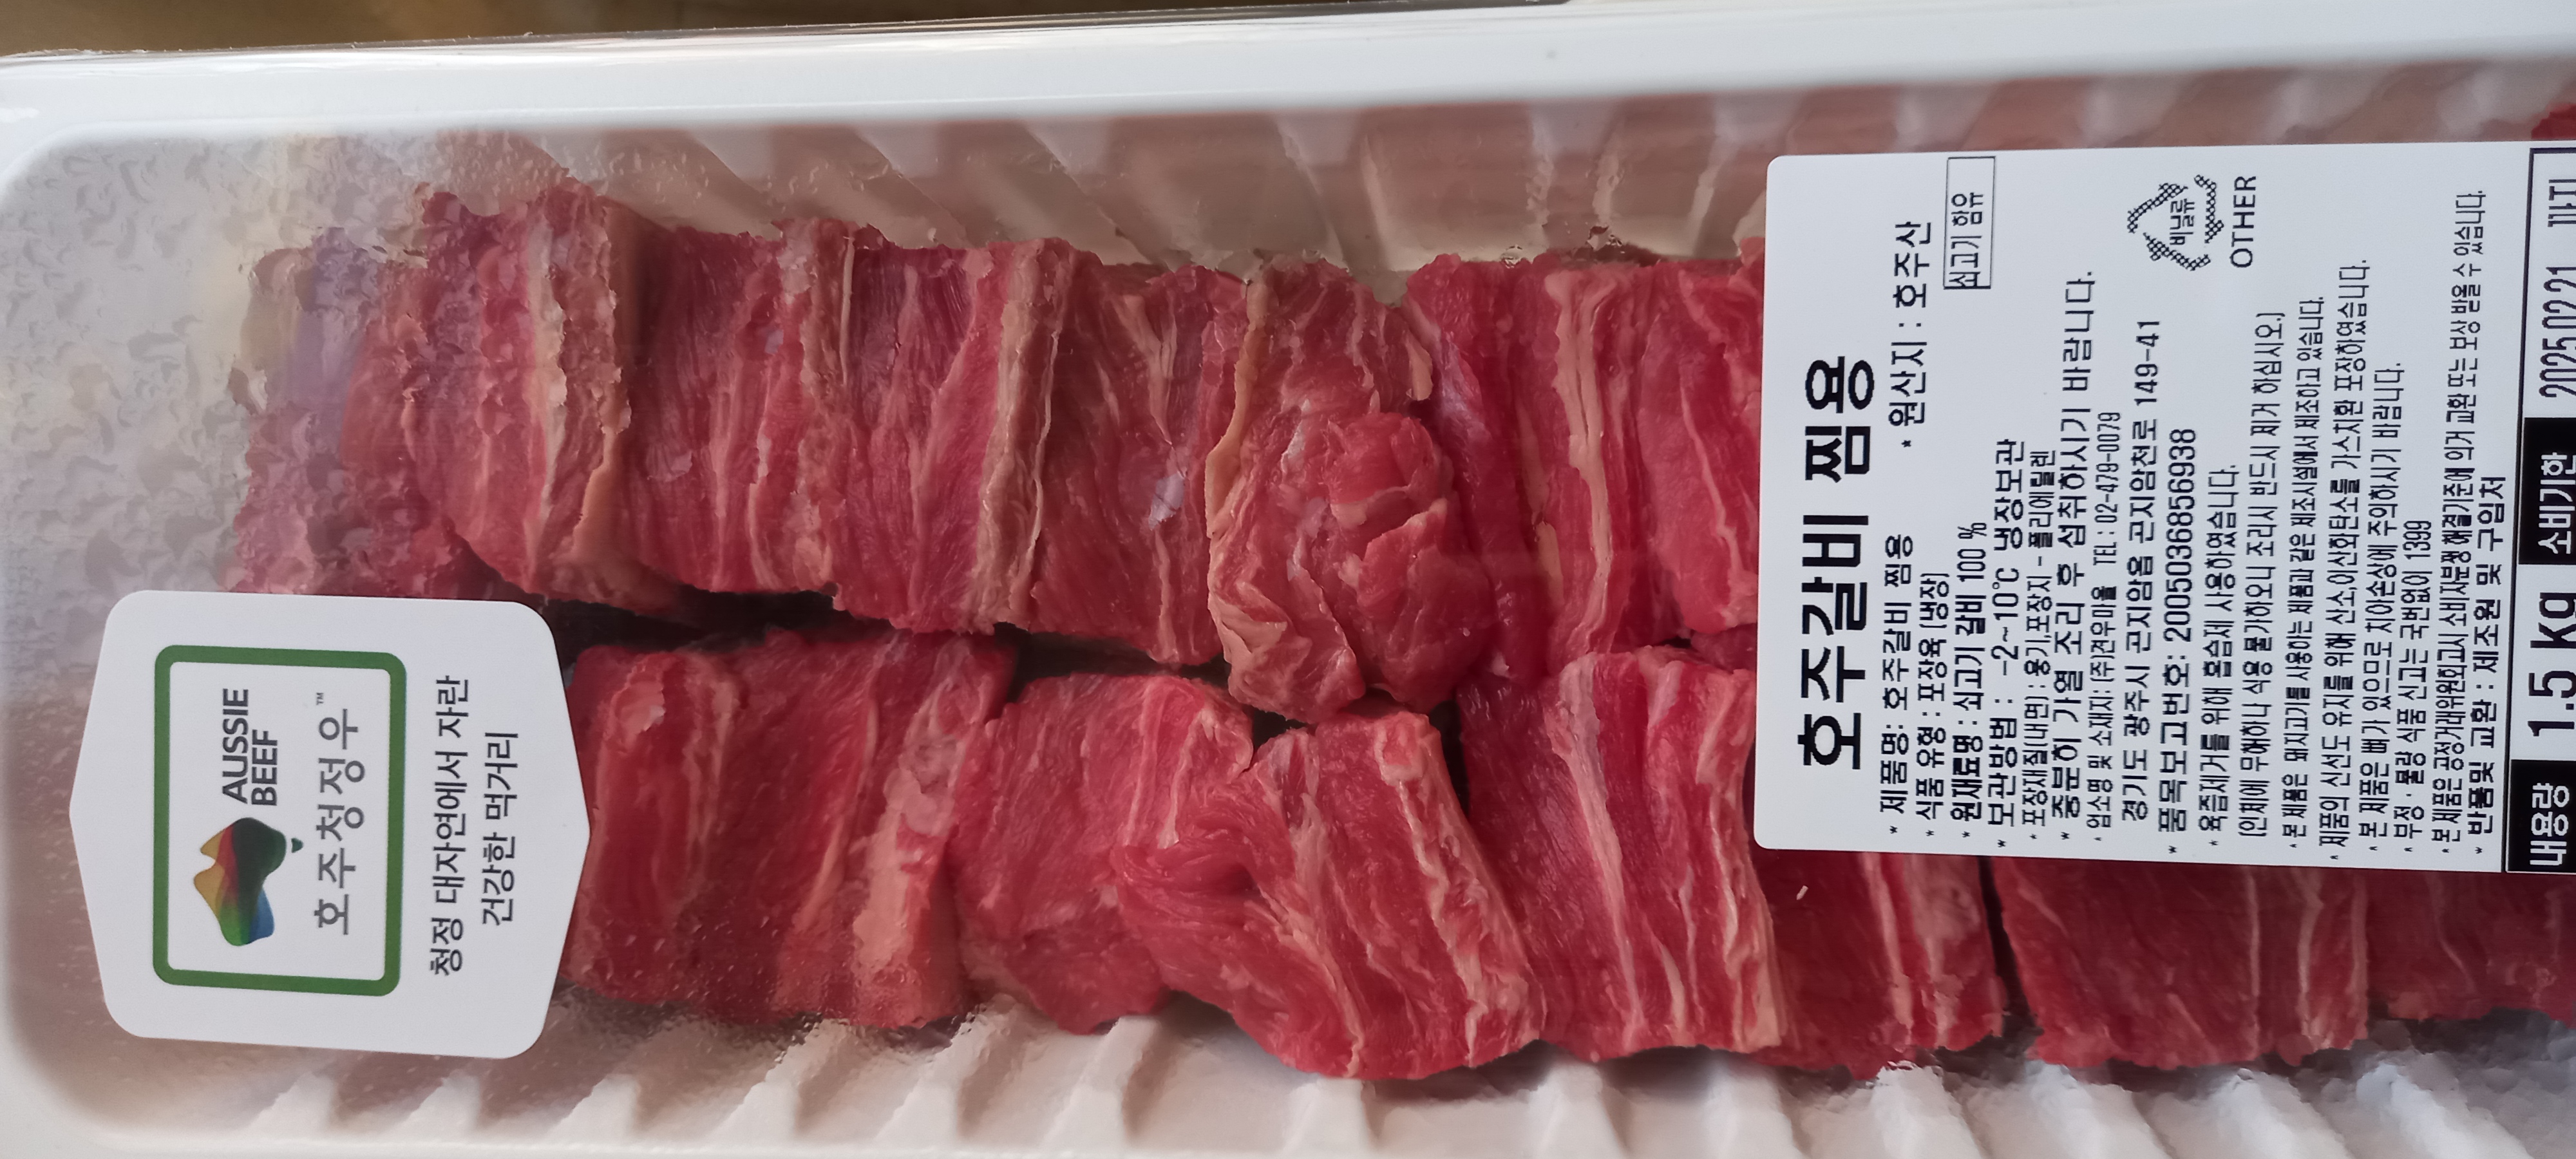 AUSSIE
BEEF
호주청정우™
청정 대자연에서 자란
건강한 먹거리
호주갈비 찜용
* 제품명: 호주갈비 찜용 * 원산지 : 호주산
* 식품유형 : 포장육 (냉장) 쇠고기 함유
* 원재료명 : 쇠고기 갈비 100 %
* 보관방법 : -2~10℃ 냉장보관
* 포장재질(내면) : 용기,포장지 - 폴리에틸렌
* 충분히 가열 조리 후 섭취하시기 바랍니다.
* 업소명 및 소재지: (주)건우마을 TEL : 02-479-0079
경기도 광주시 곤지암읍 곤지암천로 149-41
* 품목보고번호: 2005036856938
* 육즙제거를 위해 흡습제 사용하였습니다.
(인체에 무해하나 식용 불가하오니 조리시 반드시 제거 하십시오.)
* 본 제품은 돼지고기를 사용하는 제품과 같은 제조시설에서 제조하고 있습니다.
* 제품의 신선도 유지를 위해 산소,이산화탄소를 가스치환 포장하였습니다.
* 본 제품은 뼈가 있으므로 치아손상에 주의하시기 바랍니다.
* 부정·불량 식품 신고는 국번없이 1399
* 본 제품은 공정거래위원회고시 소비자분쟁 해결기준에 의거 교환 또는 보상 받을 수 있습니다.
* 반품및 교환 : 제조원 및 구입처
비닐류
OTHER
내용량 1.5 kg 소비기한 20250221 까지